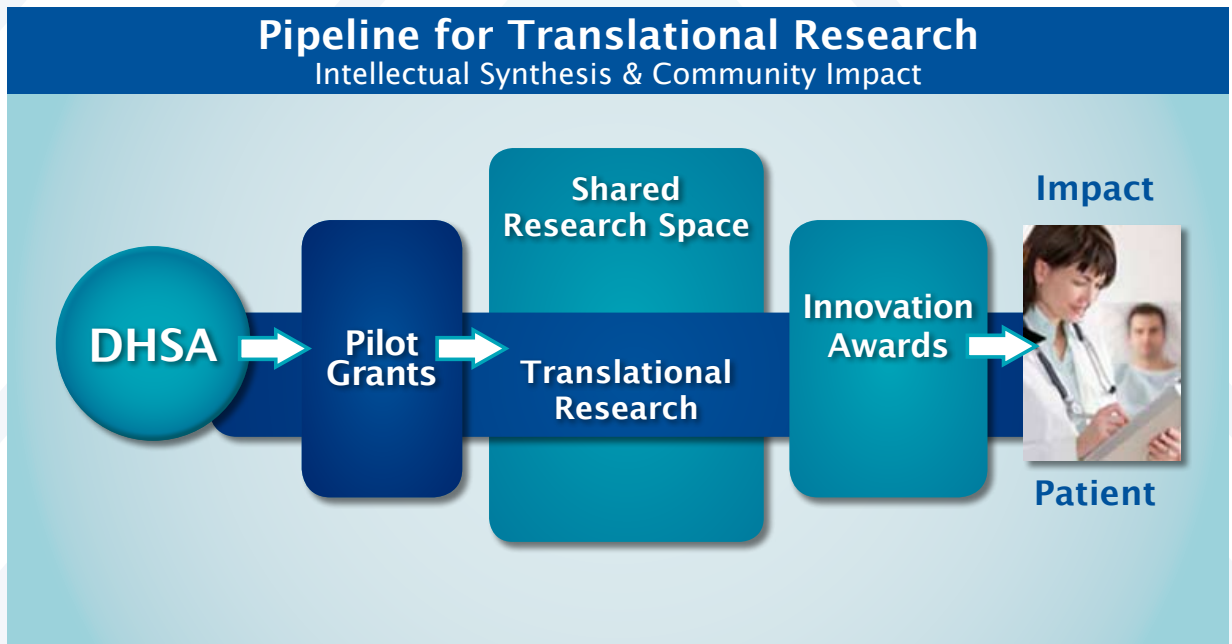 Pipeline for Translational Research
Intellectual Synthesis & Community Impact
DHSA
Pilot
Grants
Shared
Research Space
Translational
Research
Innovation
Awards
Impact
Patient